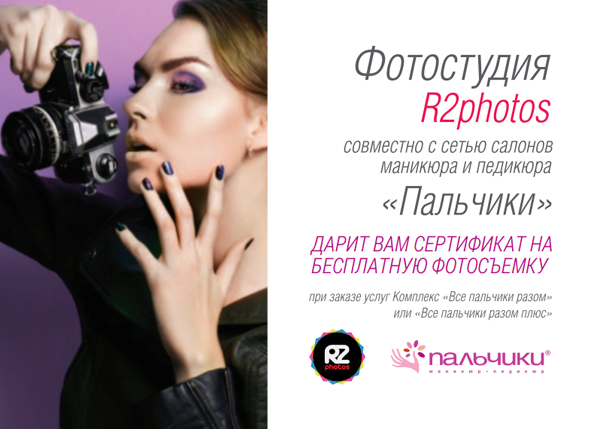 Фотостудия
R2photos
совместно с сетью салонов
маникюра и педикюра
«Пальчики»
ДАРИТ ВАМ СЕРТИФИКАТ НА
БЕСПЛАТНУЮ ФОТОСЪЕМКУ
при заказе услуг Комплекс «Все пальчики разом»
или «Все пальчики разом плюс»
R2
photos
пальчики®
маникюр-педикюр